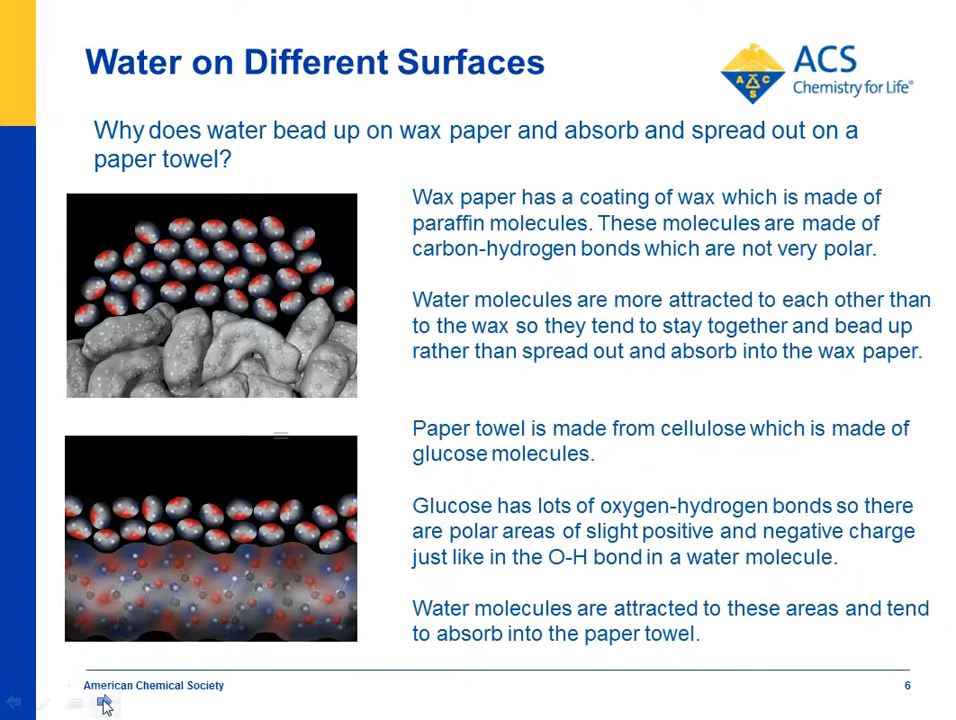 Water on Different Surfaces
A C S
ACS
Chemistry for Life®
Why does water bead up on wax paper and absorb and spread out on a
paper towel?
Wax paper has a coating of wax which is made of
paraffin molecules. These molecules are made of
carbon-hydrogen bonds which are not very polar.
Water molecules are more attracted to each other than
to the wax so they tend to stay together and bead up
rather than spread out and absorb into the wax paper.
Paper towel is made from cellulose which is made of
glucose molecules.
Glucose has lots of oxygen-hydrogen bonds so there
are polar areas of slight positive and negative charge
just like in the O-H bond in a water molecule.
Water molecules are attracted to these areas and tend
to absorb into the paper towel.
American Chemical Society
6